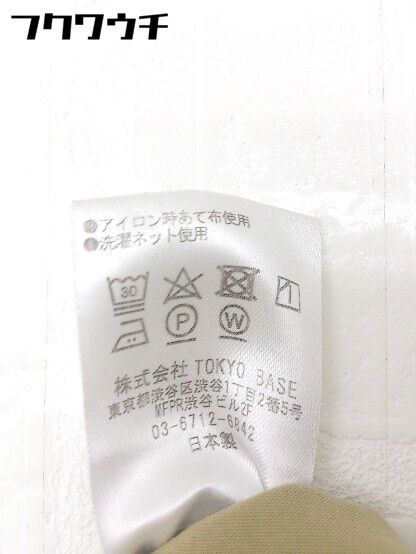 フクワウチ
アイロン時あて布使用
洗濯ネット使用
30
P
W
株式会社 TOKYO BASE
東京都渋谷区渋谷1丁目2番5号
MFPR渋谷ビル2F
03-6712-6842
日本製